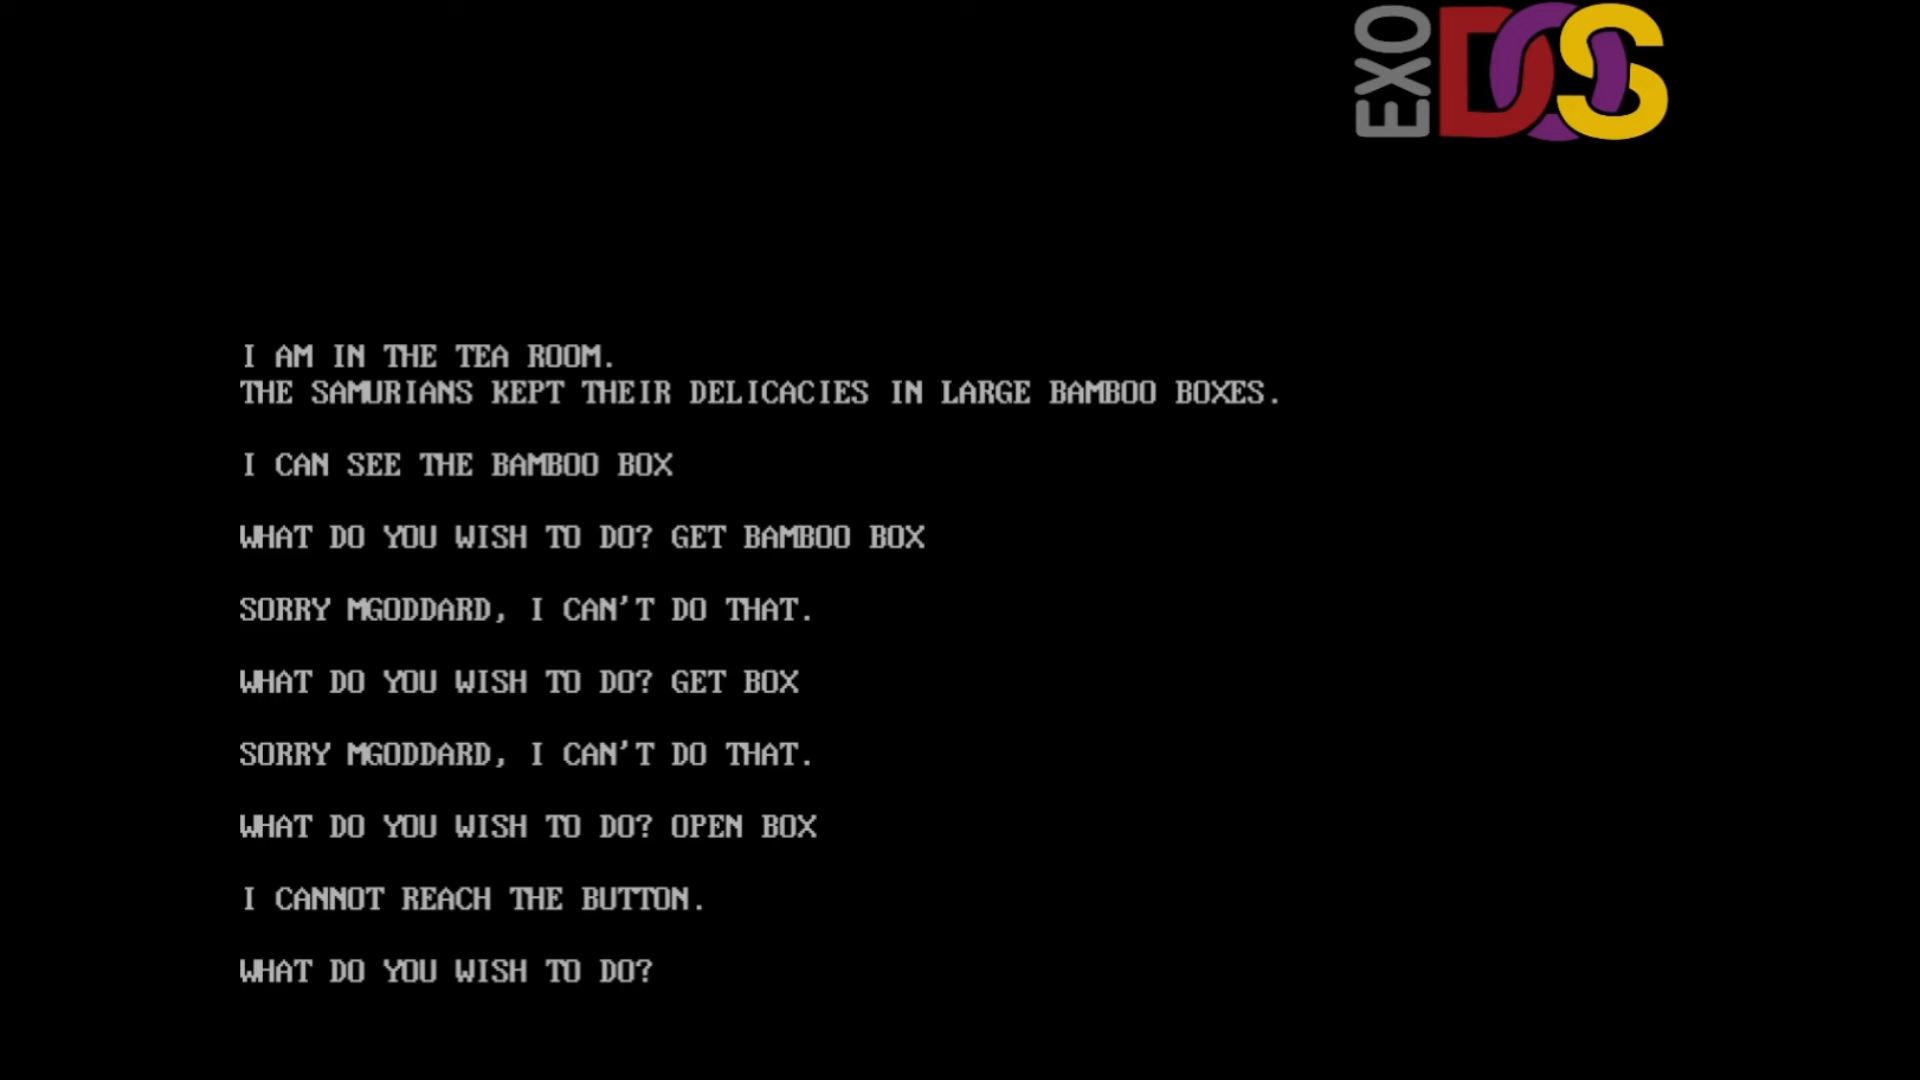 EXO DOS
I AM IN THE TEA ROOM.
THE SAMURIANS KEPT THEIR DELICACIES IN LARGE BAMBOO BOXES.
I CAN SEE THE BAMBOO BOX
WHAT DO YOU WISH TO DO? GET BAMBOO BOX
SORRY MGODDARD, I CAN'T DO THAT.
WHAT DO YOU WISH TO DO? GET BOX
SORRY MGODDARD, I CAN'T DO THAT.
WHAT DO YOU WISH TO DO? OPEN BOX
I CANNOT REACH THE BUTTON.
WHAT DO YOU WISH TO DO?